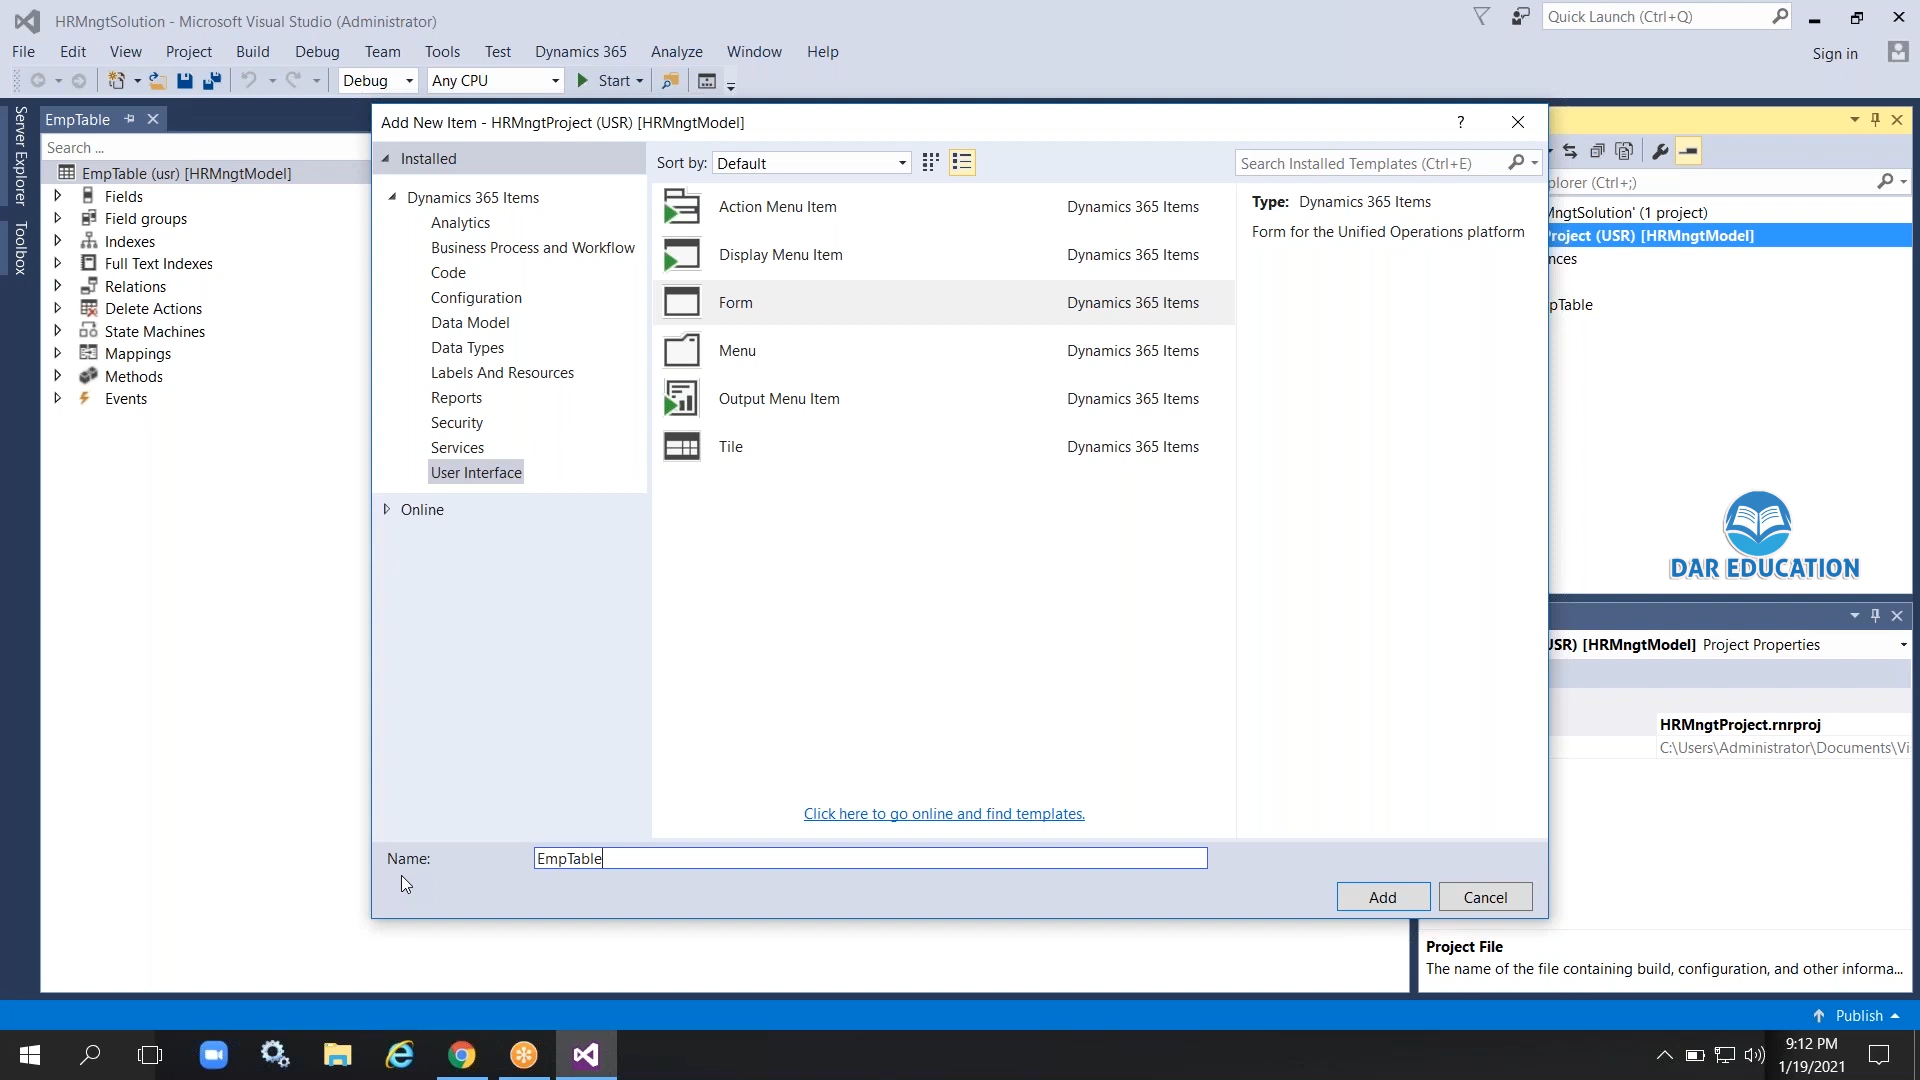 HRMngtSolution - Microsoft Visual Studio (Administrator)
Quick Launch (Ctrl+Q)
File Edit View Project Build Debug Team Tools Test Dynamics 365 Analyze Window Help
Sign in
Debug Any CPU Start
Server Explorer
Toolbox
EmpTable
Search ...
EmpTable (usr) [HRMngtModel]
Fields
Field groups
Indexes
Full Text Indexes
Relations
Delete Actions
State Machines
Mappings
Methods
Events
Add New Item - HRMngtProject (USR) [HRMngtModel]
?
Installed
Dynamics 365 Items
Analytics
Business Process and Workflow
Code
Configuration
Data Model
Data Types
Labels And Resources
Reports
Security
Services
User Interface
Online
Sort by: Default
Search Installed Templates (Ctrl+E)
Action Menu Item Dynamics 365 Items
Display Menu Item Dynamics 365 Items
Form Dynamics 365 Items
Menu Dynamics 365 Items
Output Menu Item Dynamics 365 Items
Tile Dynamics 365 Items
Click here to go online and find templates.
Type: Dynamics 365 Items
Form for the Unified Operations platform
Name: EmpTable
Add Cancel
plorer (Ctrl+;)
MngtSolution' (1 project)
Project (USR) [HRMngtModel]
nces
pTable
DAR EDUCATION
USR) [HRMngtModel] Project Properties
HRMngtProject.rnrproj
C:\Users\Administrator\Documents\Vi
Project File
The name of the file containing build, configuration, and other informa...
Publish
9:12 PM
1/19/2021